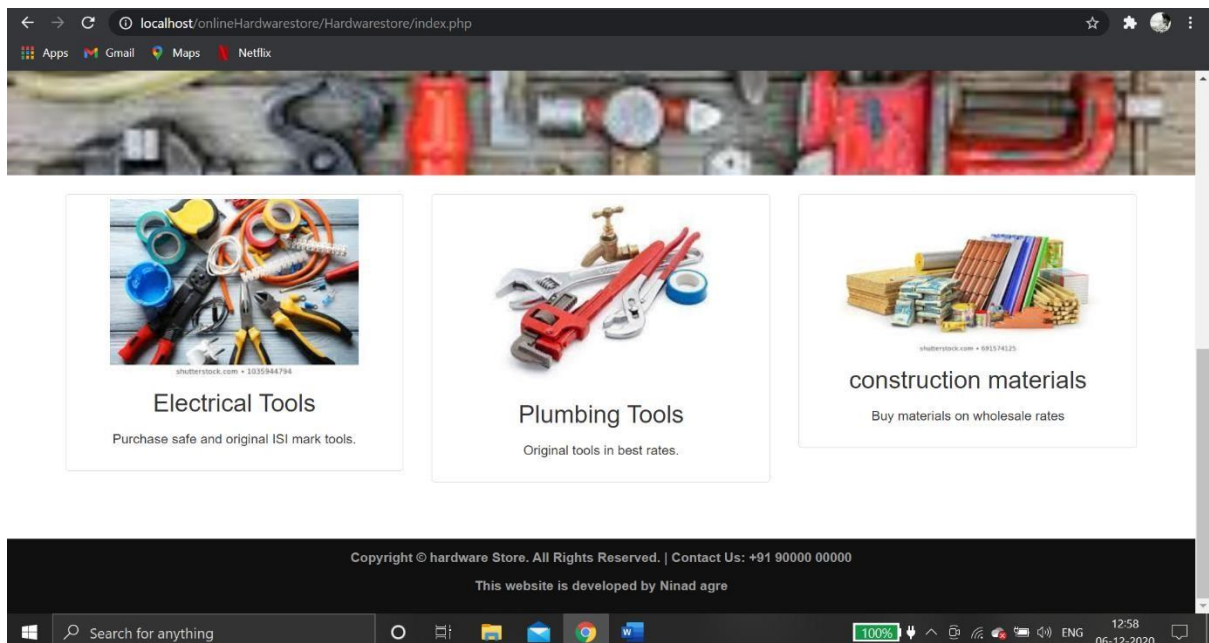 localhost/onlineHardwarestore/Hardwarestore/index.php
Apps Gmail Maps Netflix
shutterstock.com • 1035944794
Electrical Tools
Purchase safe and original ISI mark tools.
Plumbing Tools
Original tools in best rates.
shutterstock.com • 691574125
construction materials
Buy materials on wholesale rates
Copyright © hardware Store. All Rights Reserved. | Contact Us: +91 90000 00000
This website is developed by Ninad agre
Search for anything
100%
ENG
12:58
06-12-2020